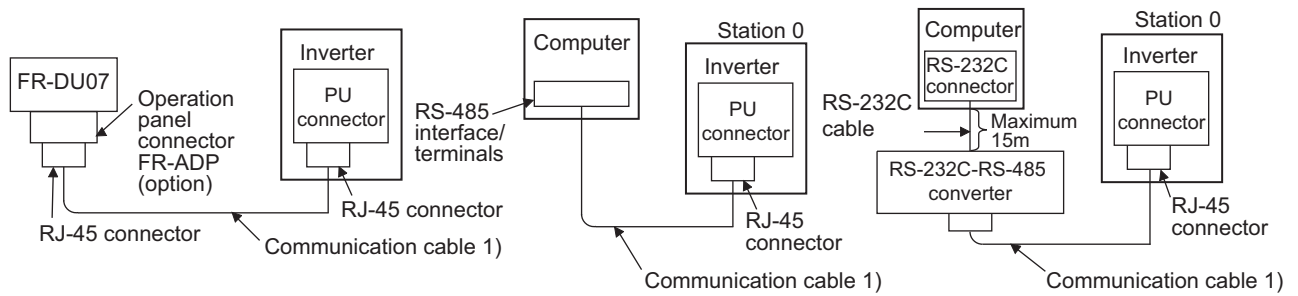 FR-DU07
Operation
panel
connector
FR-ADP
(option)
RJ-45 connector
Inverter
PU
connector
RJ-45 connector
Communication cable 1)
Computer
RS-485
interface/
terminals
Station 0
Inverter
PU
connector
RJ-45
connector
Communication cable 1)
Computer
RS-232C
connector
RS-232C
cable
Maximum
15m
RS-232C-RS-485
converter
Station 0
Inverter
PU
connector
RJ-45
connector
Communication cable 1)